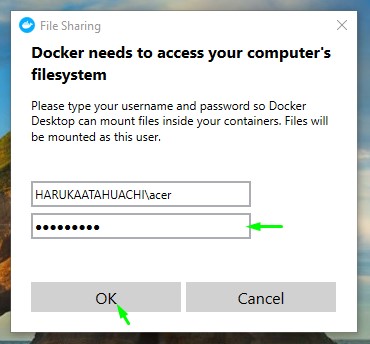 File Sharing
Docker needs to access your computer's
filesystem
Please type your username and password so Docker
Desktop can mount files inside your containers. Files will
be mounted as this user.
HARUKAATAHUACHI\acer
●●●●●●●●●
OK
Cancel